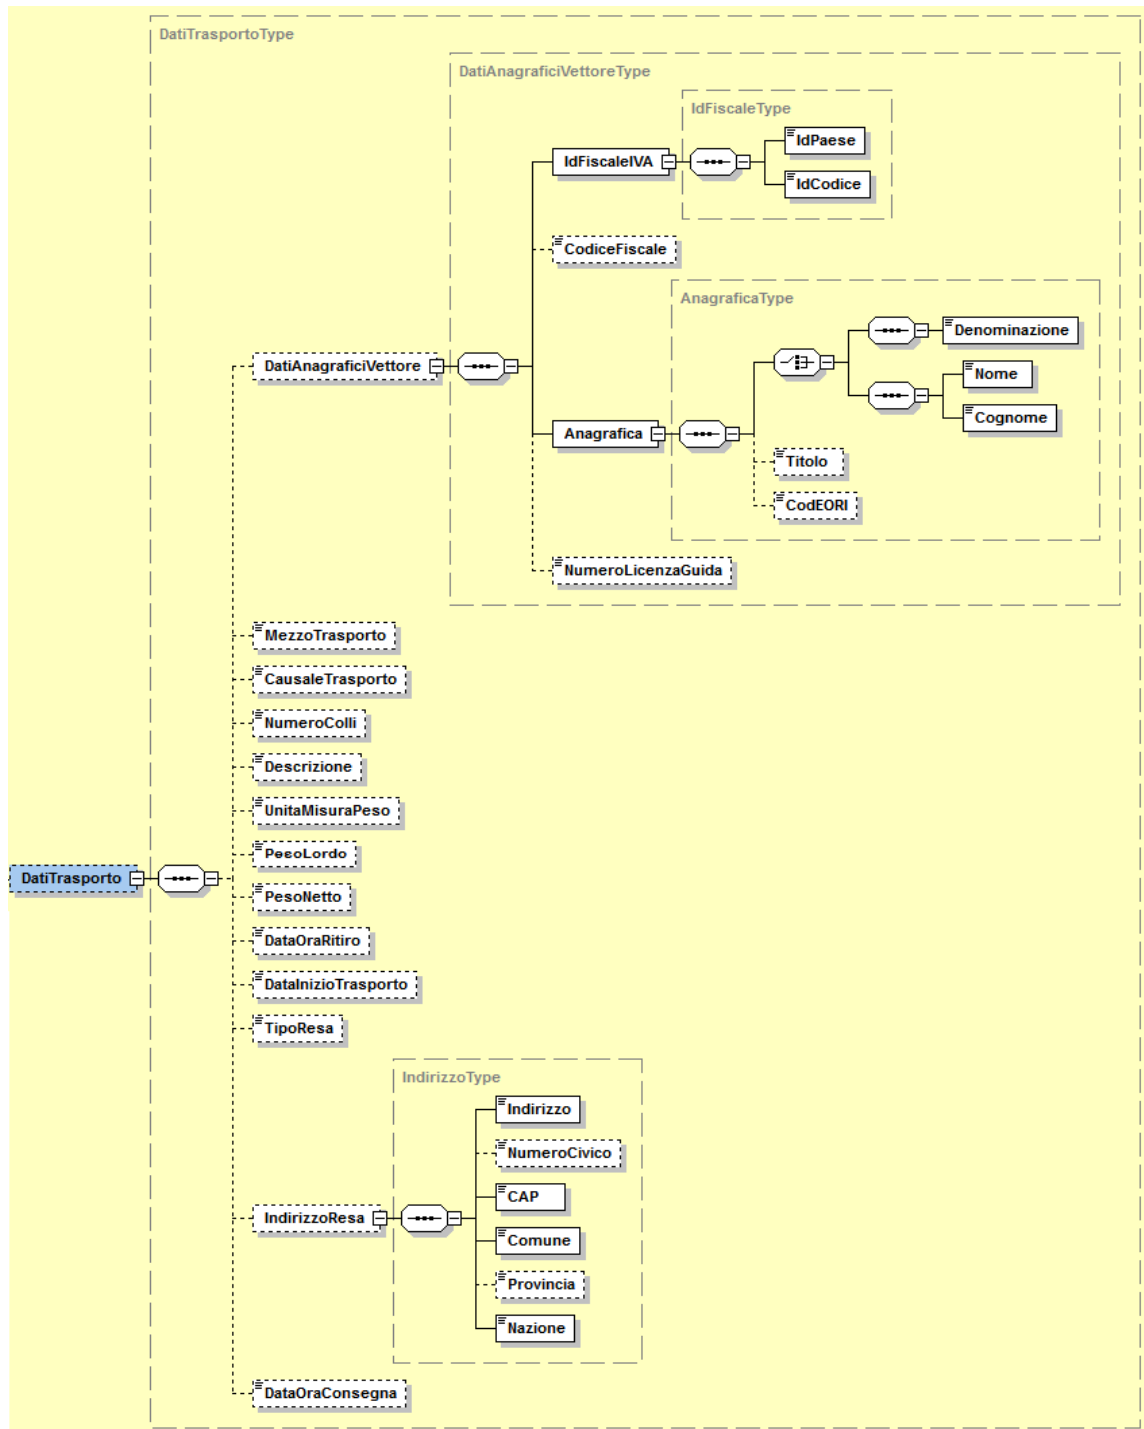 DatiTrasportoType
DatiAnagraficiVettoreType
IdFiscaleType
IdPaese
IdFiscaleIVA
IdCodice
CodiceFiscale
AnagraficaType
Denominazione
DatiAnagraficiVettore
Nome
Cognome
Anagrafica
Titolo
CodEORI
NumeroLicenzaGuida
MezzoTrasporto
CausaleTrasporto
NumeroColli
Descrizione
UnitaMisuraPeso
PesoLordo
DatiTrasporto
PesoNetto
DataOraRitiro
DataInizioTrasporto
TipoResa
IndirizzoType
Indirizzo
NumeroCivico
CAP
IndirizzoResa
Comune
Provincia
Nazione
DataOraConsegna